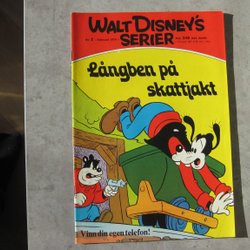 WALT DISNEY'S
SERIER
Långben på
skattjakt
Vinn din egen telefon!